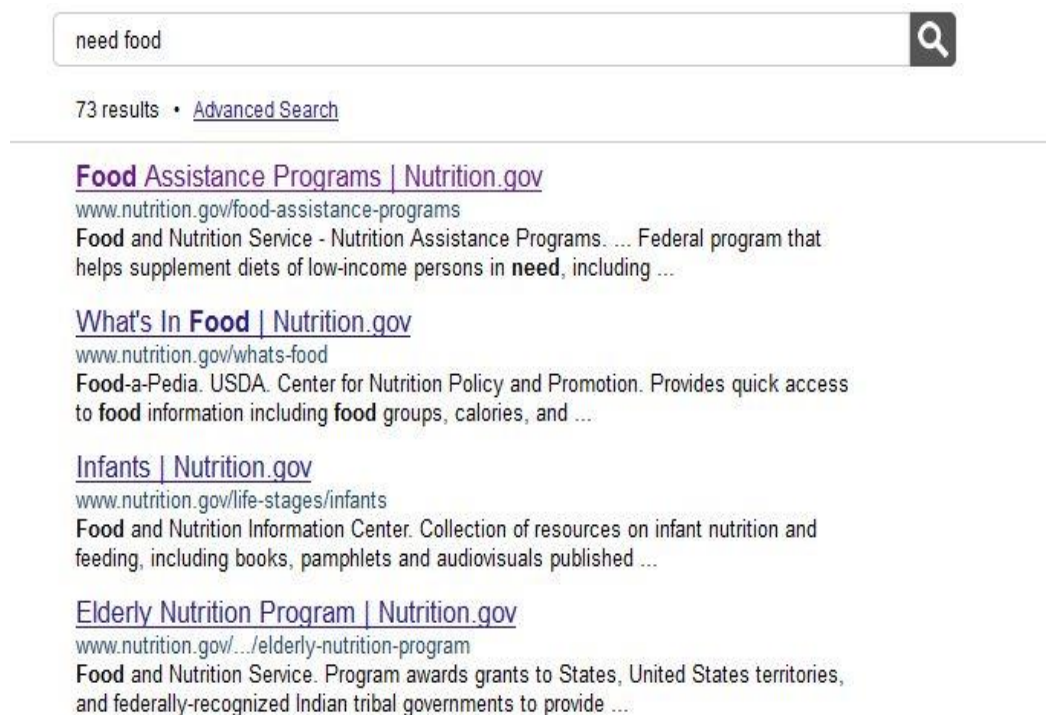 need food
73 results • Advanced Search
Food Assistance Programs | Nutrition.gov
www.nutrition.gov/food-assistance-programs
Food and Nutrition Service - Nutrition Assistance Programs. ... Federal program that
helps supplement diets of low-income persons in need, including ...
What's In Food | Nutrition.gov
www.nutrition.gov/whats-food
Food-a-Pedia. USDA. Center for Nutrition Policy and Promotion. Provides quick access
to food information including food groups, calories, and ...
Infants | Nutrition.gov
www.nutrition.gov/life-stages/infants
Food and Nutrition Information Center. Collection of resources on infant nutrition and
feeding, including books, pamphlets and audiovisuals published ...
Elderly Nutrition Program | Nutrition.gov
www.nutrition.gov/.../elderly-nutrition-program
Food and Nutrition Service. Program awards grants to States, United States territories,
and federally-recognized Indian tribal governments to provide ...